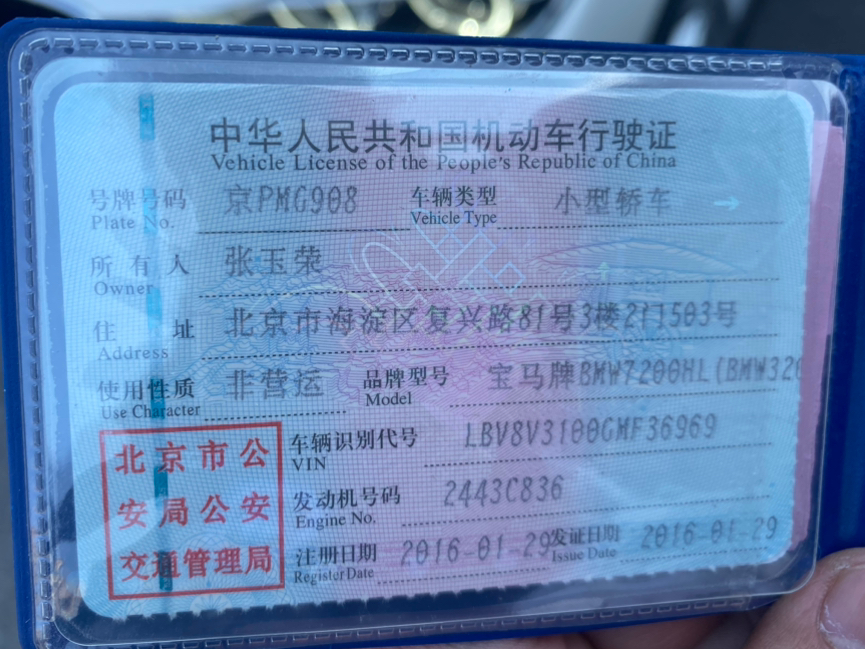 中华人民共和国机动车行驶证
Vehicle License of the People's Republic of China
号牌号码 京PMG908 车辆类型 小型轿车
Plate No. Vehicle Type
所有人 张玉荣
Owner
住址 北京市海淀区复兴路81号3楼2门1503号
Address
使用性质 非营运 品牌型号 宝马牌BMW7200HL(BMW320
Use Character Model
北京市公
安局公安
交通管理局
车辆识别代号 LBV8V3100GMF36969
VIN
发动机号码 2443C836
Engine No.
注册日期 2016-01-29 发证日期 2016-01-29
Register Date Issue Date